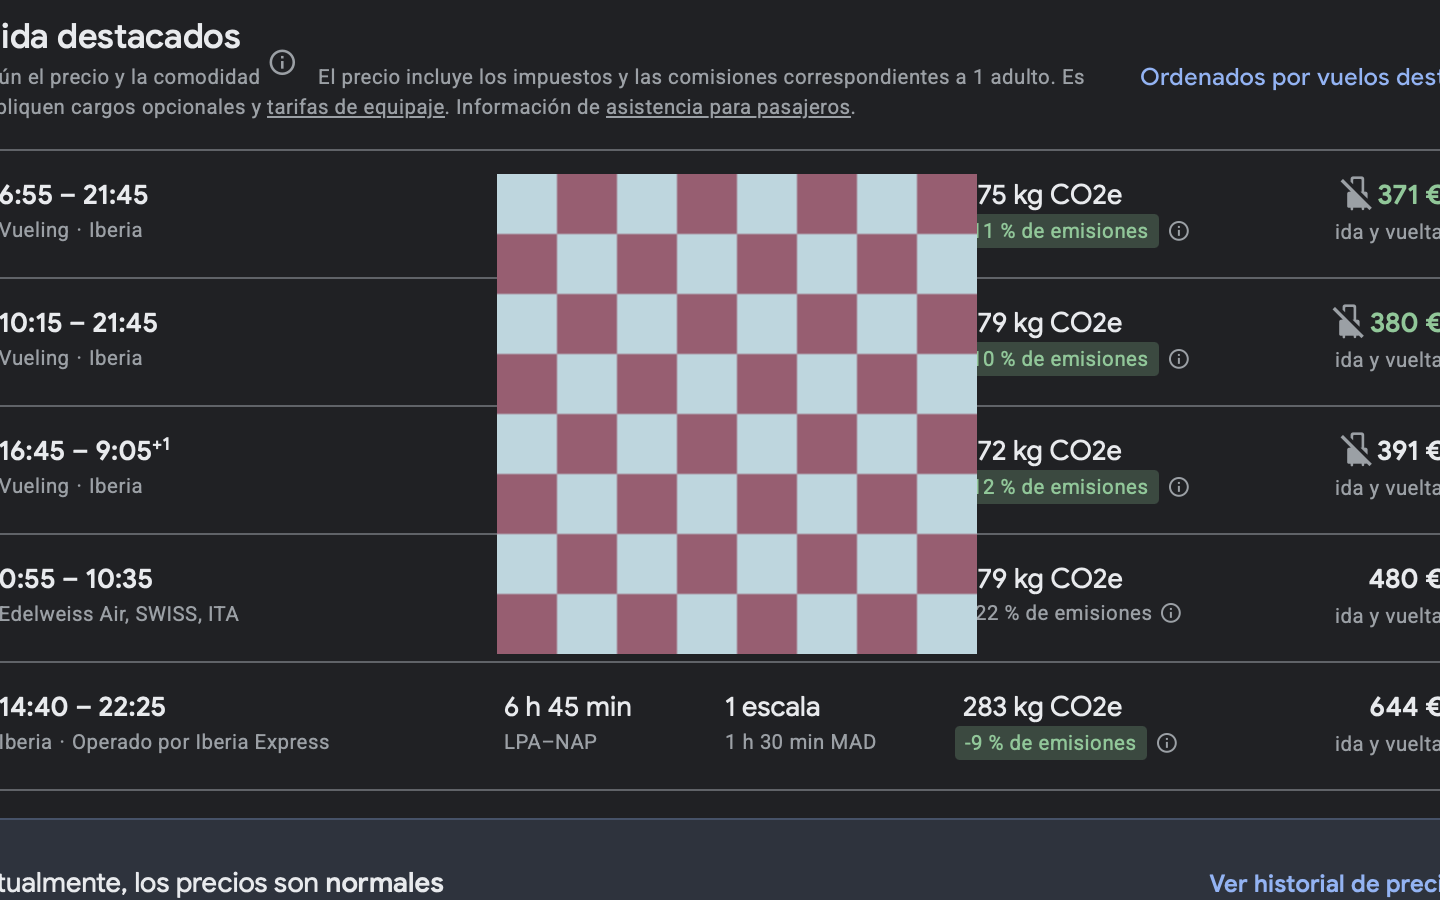 ida destacados
ún el precio y la comodidad El precio incluye los impuestos y las comisiones correspondientes a 1 adulto. Es
pliquen cargos opcionales y tarifas de equipaje. Información de asistencia para pasajeros.
Ordenados por vuelos dest
6:55 – 21:45
Vueling · Iberia
75 kg CO2e
1 % de emisiones
371 €
ida y vuelta
10:15 – 21:45
Vueling · Iberia
79 kg CO2e
0 % de emisiones
380 €
ida y vuelta
16:45 – 9:05+1
Vueling · Iberia
72 kg CO2e
12 % de emisiones
391 €
ida y vuelta
0:55 – 10:35
Edelweiss Air, SWISS, ITA
79 kg CO2e
22 % de emisiones
480 €
ida y vuelta
14:40 – 22:25
Iberia · Operado por Iberia Express
6 h 45 min
LPA–NAP
1 escala
1 h 30 min MAD
283 kg CO2e
-9 % de emisiones
644 €
ida y vuelta
tualmente, los precios son normales
Ver historial de preci